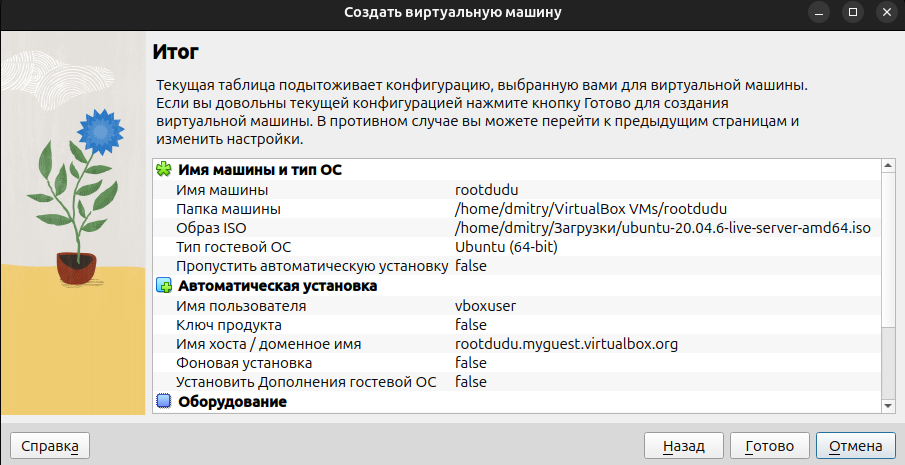 Создать виртуальную машину
Итог
Текущая таблица подытоживает конфигурацию, выбранную вами для виртуальной машины.
Если вы довольны текущей конфигурацией нажмите кнопку Готово для создания
виртуальной машины. В противном случае вы можете перейти к предыдущим страницам и
изменить настройки.
Имя машины и тип ОС
Имя машины rootdudu
Папка машины /home/dmitry/VirtualBox VMs/rootdudu
Образ ISO /home/dmitry/Загрузки/ubuntu-20.04.6-live-server-amd64.iso
Тип гостевой ОС Ubuntu (64-bit)
Пропустить автоматическую установку false
Автоматическая установка
Имя пользователя vboxuser
Ключ продукта false
Имя хоста / доменное имя rootdudu.myguest.virtualbox.org
Фоновая установка false
Установить Дополнения гостевой ОС false
Оборудование
Справка Назад Готово Отмена